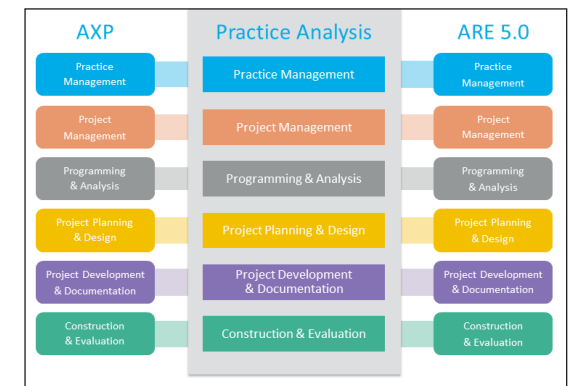 AXP
Practice Analysis
ARE 5.0
Practice
Management
Practice Management
Practice
Management
Project
Management
Project Management
Project
Management
Programming
& Analysis
Programming & Analysis
Programming
& Analysis
Project Planning
& Design
Project Planning & Design
Project Planning
& Design
Project Development
& Documentation
Project Development
& Documentation
Project Development
& Documentation
Construction
& Evaluation
Construction & Evaluation
Construction
& Evaluation